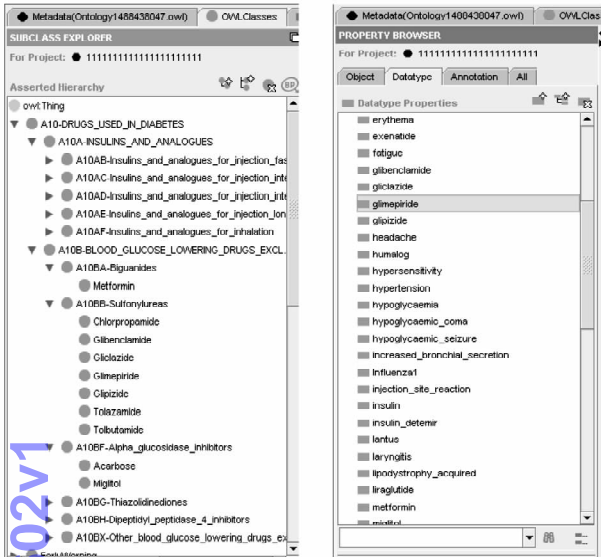 Metadata(Ontology1488438047.owl) OWLClasses
SUBCLASS EXPLORER
For Project: 11111111111111111111
Asserted Hierarchy
owl:Thing
A10-DRUGS_USED_IN_DIABETES
A10A-INSULINS_AND_ANALOGUES
A10AB-Insulins_and_analogues_for_injection_fas
A10AC-Insulins_and_analogues_for_injection_inte
A10AD-Insulins_and_analogues_for_injection_inte
A10AE-Insulins_and_analogues_for_injection_lon
A10AF-Insulins_and_analogues_for_inhalation
A10B-BLOOD_GLUCOSE_LOWERING_DRUGS_EXCL.
A10BA-Biguanides
Metformin
A10BB-Sulfonylureas
Chlorpropamide
Glibenclamide
Gliclazide
Glimepiride
Glipizide
Tolazamide
Tolbutamide
A10BF-Alpha_glucosidase_inhibitors
Acarbose
Miglitol
A10BG-Thiazolidinediones
A10BH-Dipeptidyl_peptidase_4_inhibitors
A10BX-Other_blood_glucose_lowering_drugs_ex
EarlyWorning
02v1
Metadata(Ontology1488438047.owl) OWLClas
PROPERTY BROWSER
For Project: 11111111111111111111
Object Datatype Annotation All
Datatype Properties
erythema
exenatide
fatigue
glibenclamide
gliclazide
glimepiride
glipizide
headache
humalog
hypersensitivity
hypertension
hypoglycaemia
hypoglycaemic_coma
hypoglycaemic_seizure
increased_bronchial_secretion
Influenza1
injection_site_reaction
insulin
insulin_detemir
lantus
laryngitis
lipodystrophy_acquired
liraglutide
metformin
miglitol